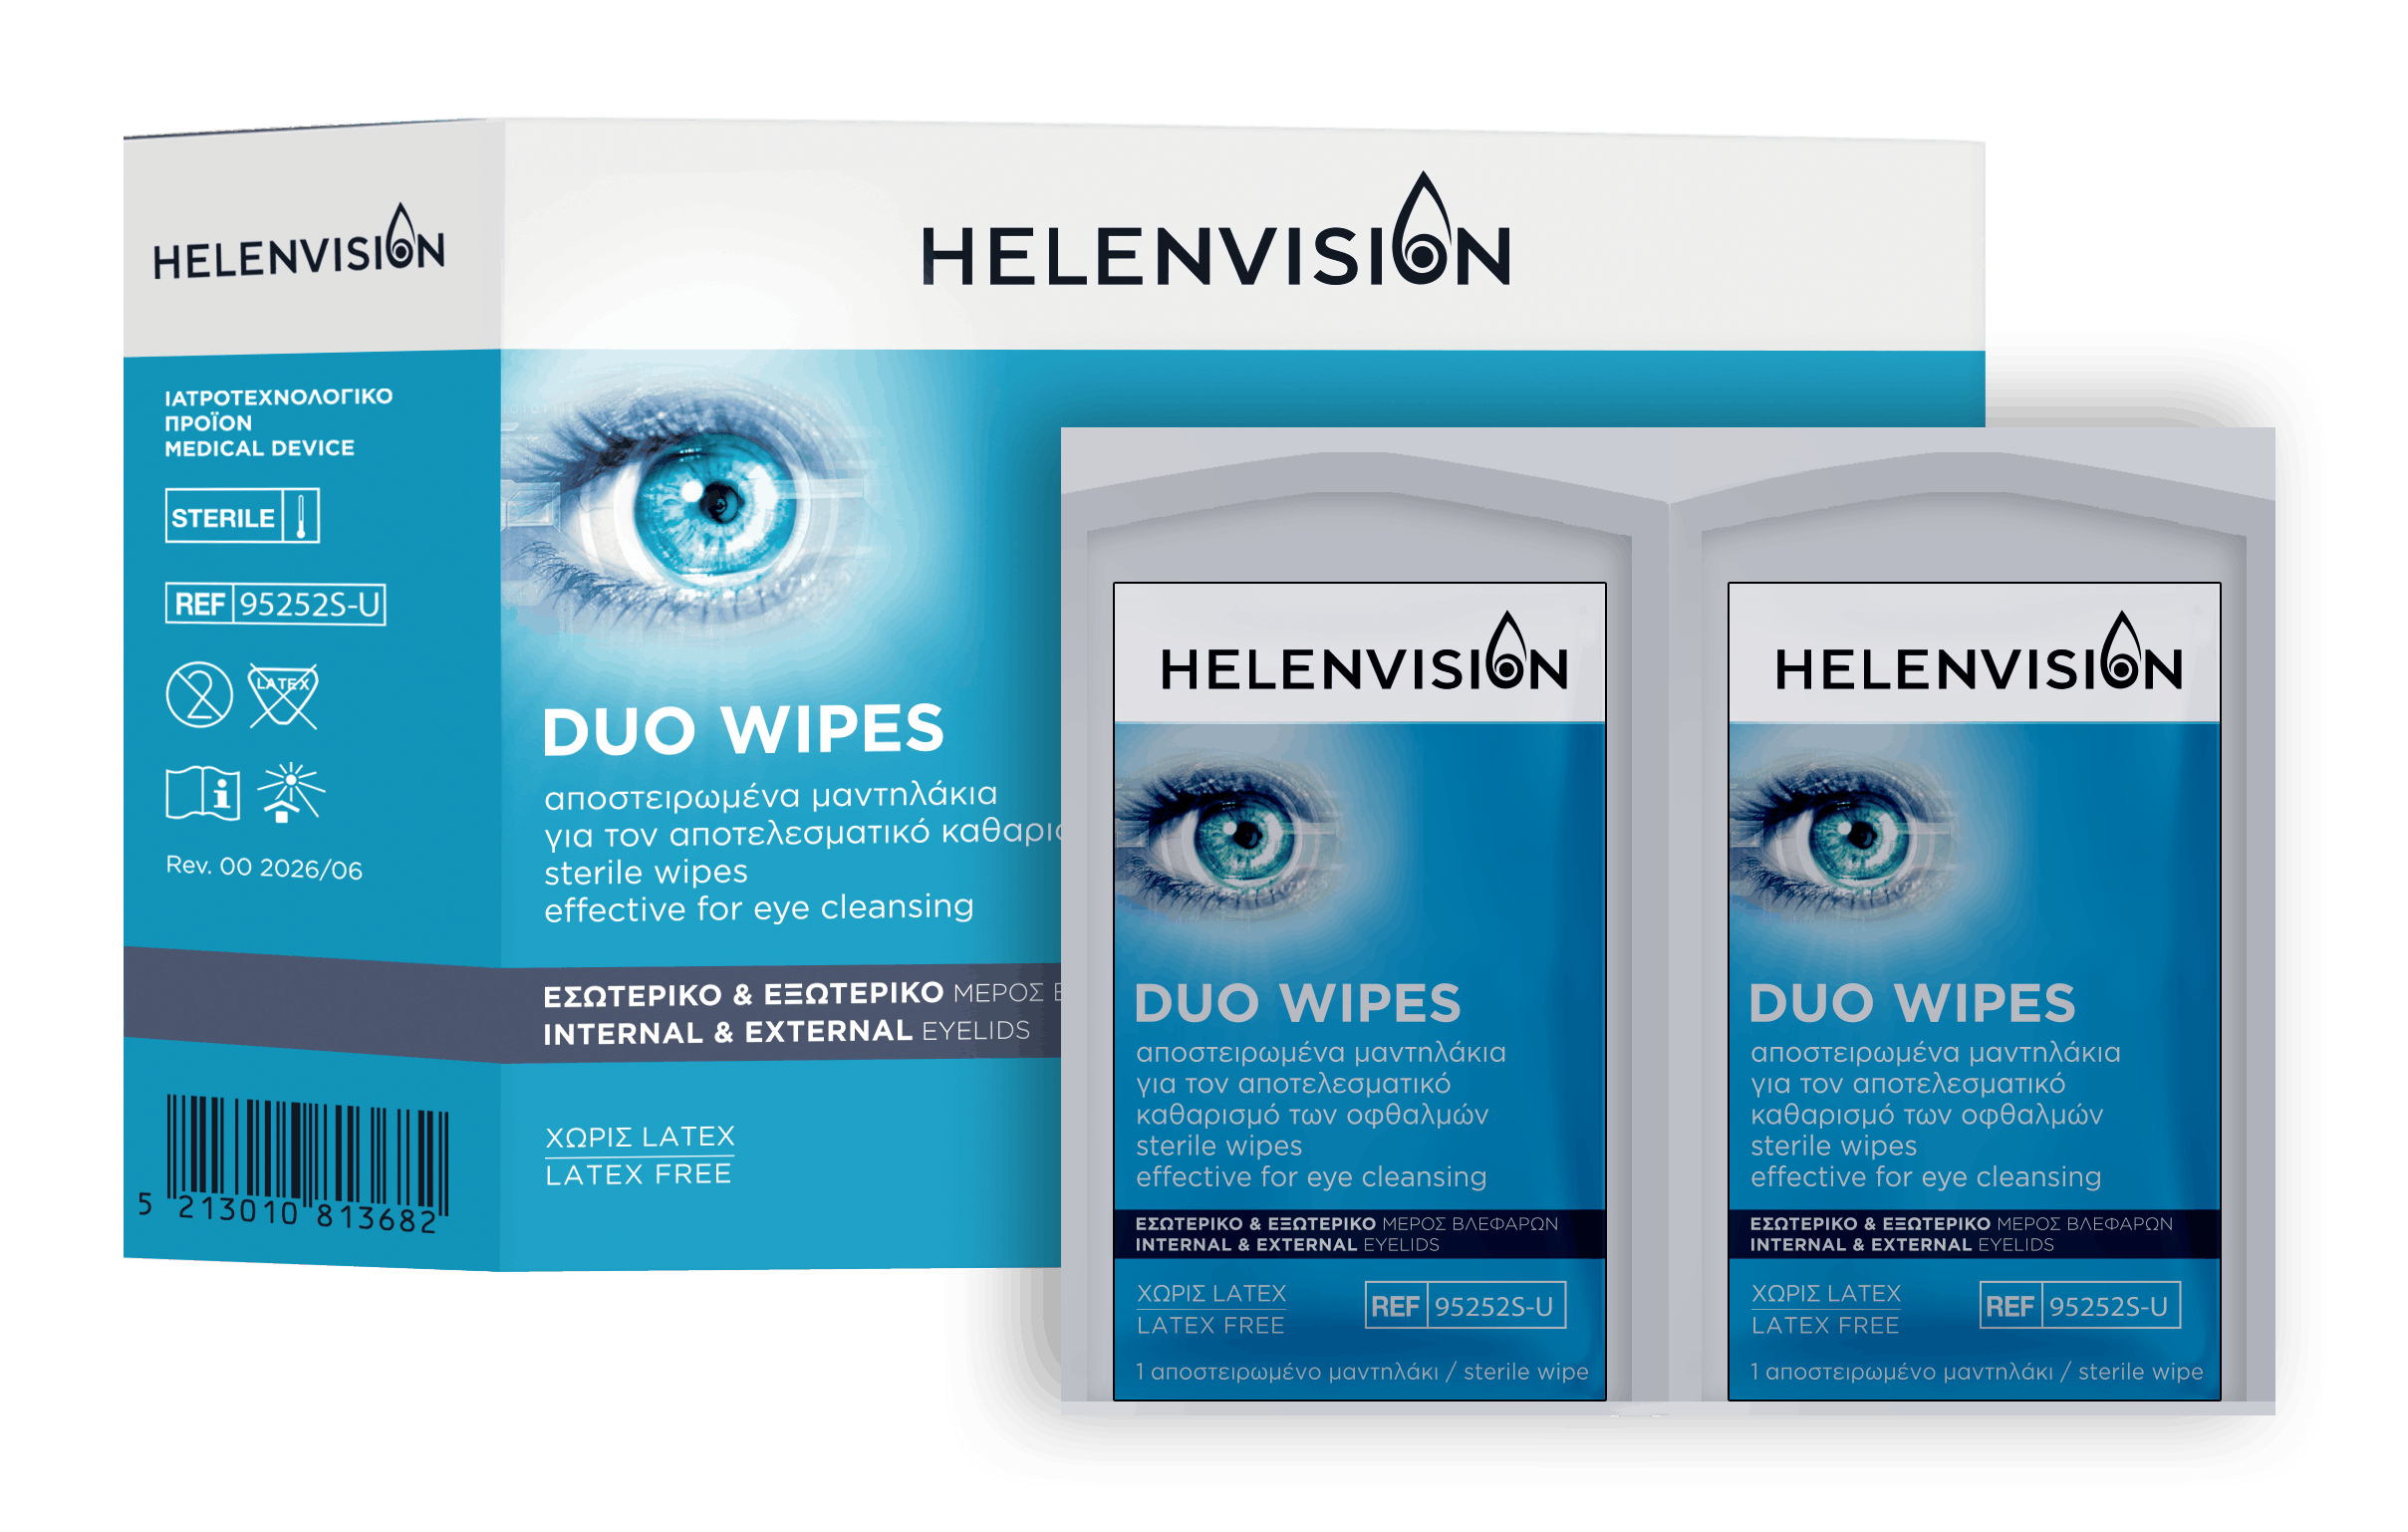 HELENVISION
ΙΑΤΡΟΤΕΧΝΟΛΟΓΙΚΟ
ΠΡΟΪΟΝ
MEDICAL DEVICE
STERILE
REF 95252S-U
2
LATEX
i
Rev. 00 2026/06
5 213010 813682
HELENVISION
DUO WIPES
αποστειρωμένα μαντηλάκια
για τον αποτελεσματικό
sterile wipes
effective for eye cleansing
ΕΣΩΤΕΡΙΚΟ & ΕΞΩΤΕΡΙΚΟ ΜΕΡΟΣ
INTERNAL & EXTERNAL EYELIDS
ΧΩΡΙΣ LATEX
LATEX FREE
HELENVISION
DUO WIPES
αποστειρωμένα μαντηλάκια
για τον αποτελεσματικό
καθαρισμό των οφθαλμών
sterile wipes
effective for eye cleansing
ΕΣΩΤΕΡΙΚΟ & ΕΞΩΤΕΡΙΚΟ ΜΕΡΟΣ ΒΛΕΦΑΡΩΝ
INTERNAL & EXTERNAL EYELIDS
ΧΩΡΙΣ LATEX
LATEX FREE
REF 95252S-U
1 αποστειρωμένο μαντηλάκι / sterile wipe
HELENVISION
DUO WIPES
αποστειρωμένα μαντηλάκια
για τον αποτελεσματικό
καθαρισμό των οφθαλμών
sterile wipes
effective for eye cleansing
ΕΣΩΤΕΡΙΚΟ & ΕΞΩΤΕΡΙΚΟ ΜΕΡΟΣ ΒΛΕΦΑΡΩΝ
INTERNAL & EXTERNAL EYELIDS
ΧΩΡΙΣ LATEX
LATEX FREE
REF 95252S-U
1 αποστειρωμένο μαντηλάκι / sterile wipe